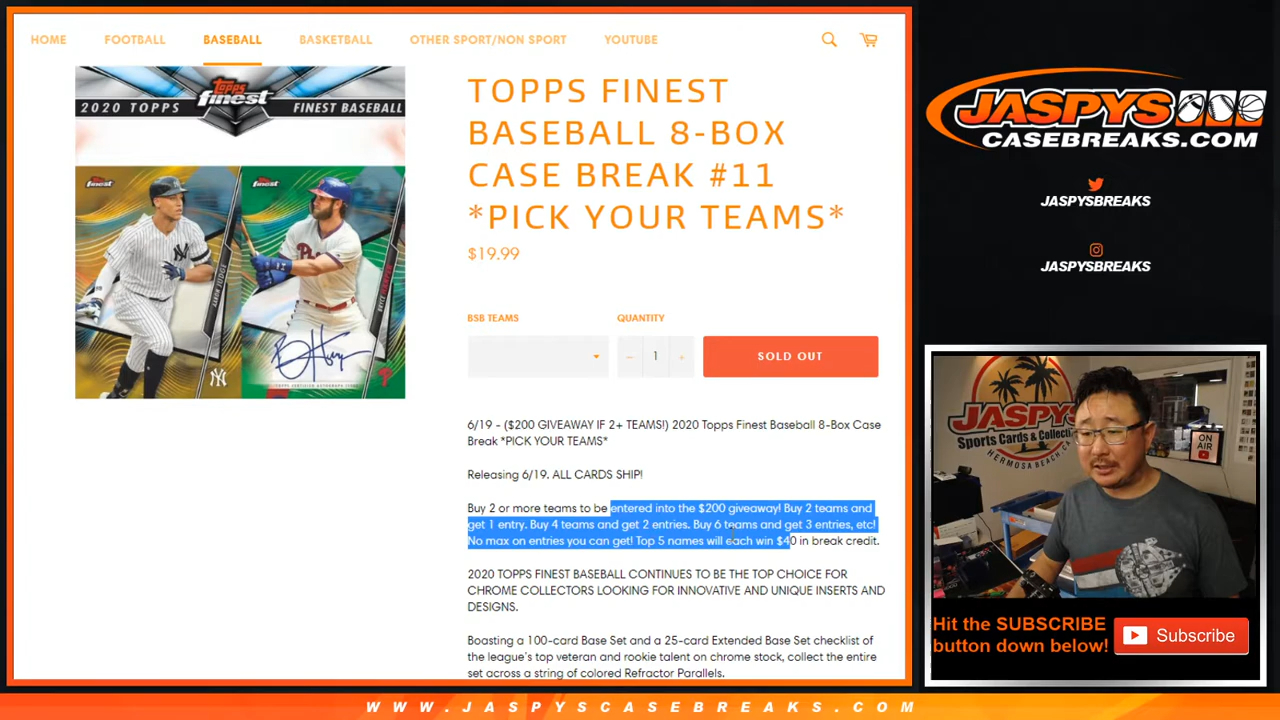 HOME FOOTBALL BASEBALL BASKETBALL OTHER SPORT/NON SPORT YOUTUBE
2020 TOPPS topps finest FINEST BASEBALL
finest
finest
AARON JUDGE
TOPPS FINEST
BASEBALL 8-BOX
CASE BREAK #11
*PICK YOUR TEAMS*
$19.99
BSB TEAMS QUANTITY
1
SOLD OUT
6/19 - ($200 GIVEAWAY IF 2+ TEAMS!) 2020 Topps Finest Baseball 8-Box Case
Break *PICK YOUR TEAMS*
Releasing 6/19. ALL CARDS SHIP!
Buy 2 or more teams to be entered into the $200 giveaway! Buy 2 teams and
get 1 entry. Buy 4 teams and get 2 entries. Buy 6 teams and get 3 entries, etc!
No max on entries you can get! Top 5 names will each win $40 in break credit.
2020 TOPPS FINEST BASEBALL CONTINUES TO BE THE TOP CHOICE FOR
CHROME COLLECTORS LOOKING FOR INNOVATIVE AND UNIQUE INSERTS AND
DESIGNS.
Boasting a 100-card Base Set and a 25-card Extended Base Set checklist of
the league's top veteran and rookie talent on chrome stock, collect the entire
set across a string of colored Refractor Parallels.
JASPYS
CASEBREAKS.COM
JASPYSBREAKS
JASPYSBREAKS
JASPYS
Sports Cards & Collecti
HERMOSA BEACH, CA
ON
AIR
Hit the SUBSCRIBE
button down below!
Subscribe
WWW.JASPYSCASEBREAKS.COM